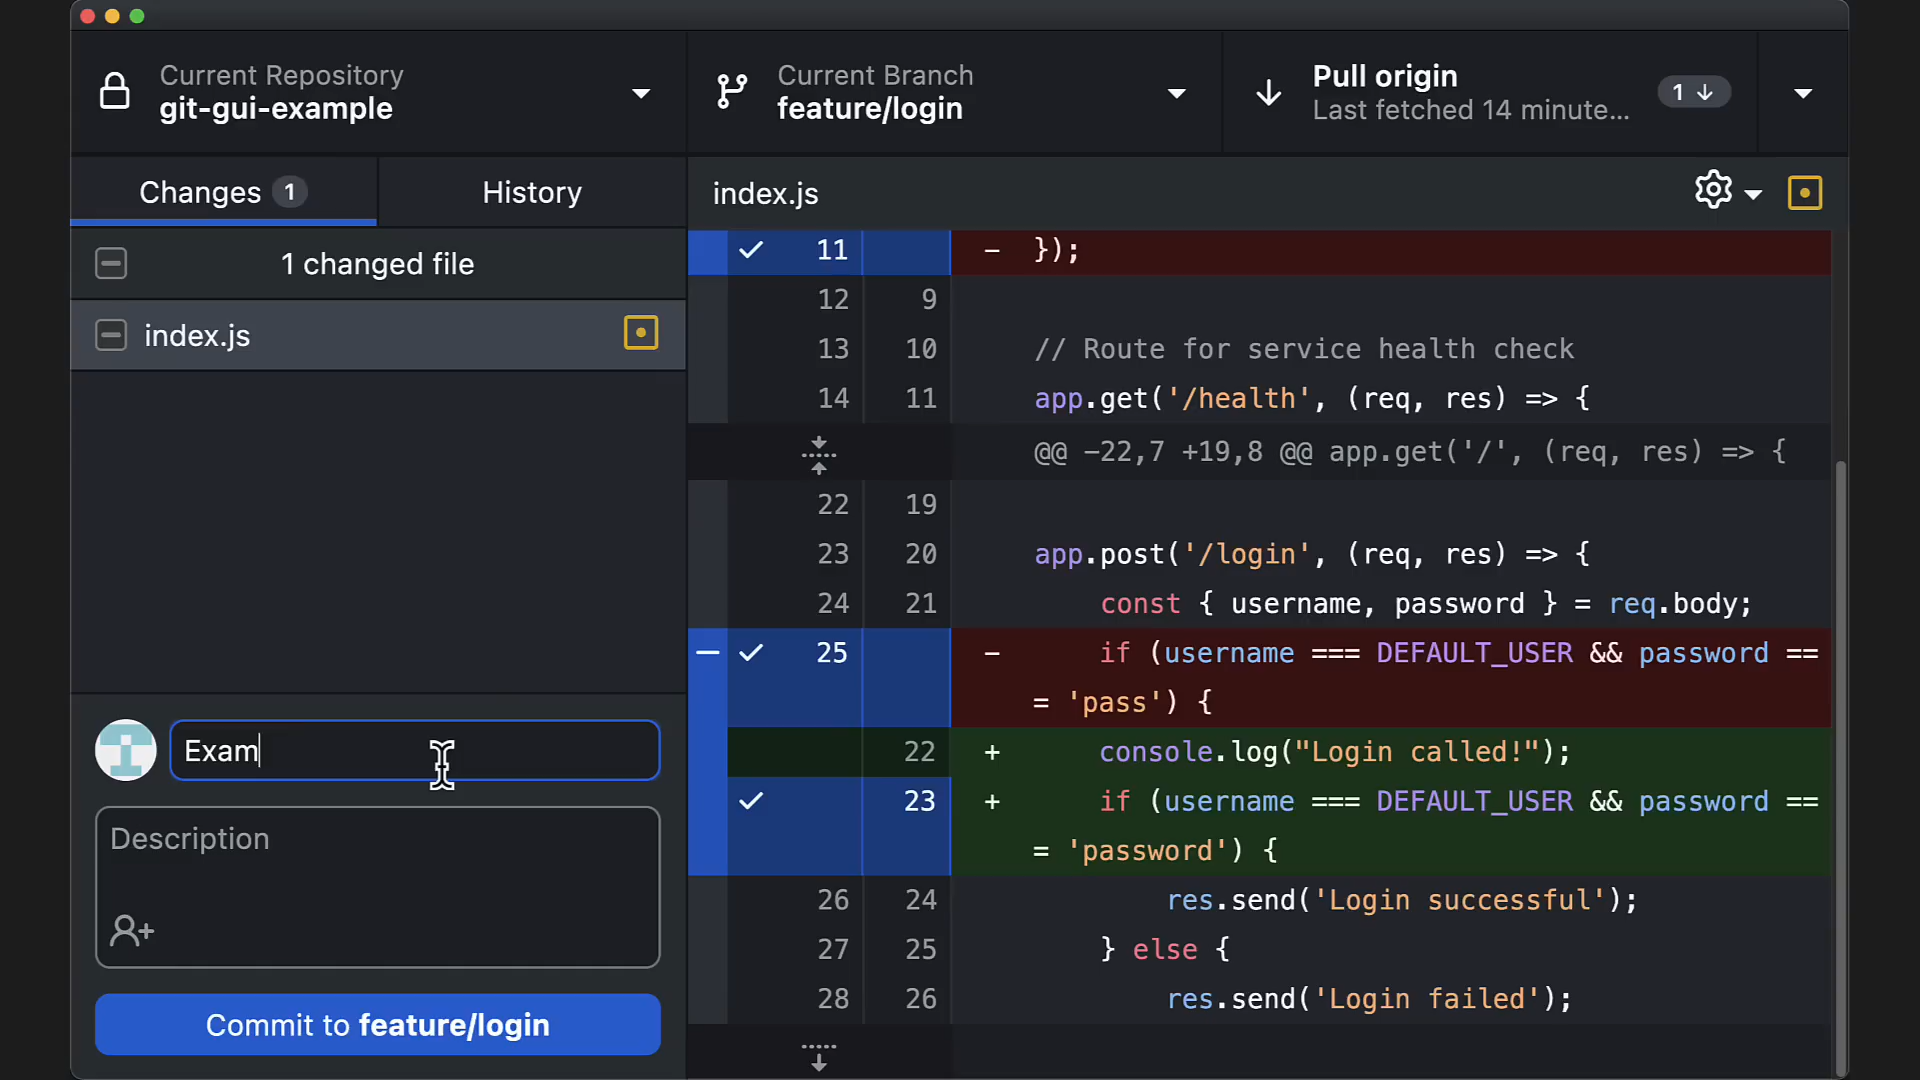 Current Repository
git-gui-example
Current Branch
feature/login
Pull origin
Last fetched 14 minute...
1
Changes 1
History
index.js
1 changed file
index.js
11 - });
12 9
13 10 // Route for service health check
14 11 app.get('/health', (req, res) => {
@@ -22,7 +19,8 @@ app.get('/', (req, res) => {
22 19
23 20 app.post('/login', (req, res) => {
24 21 const { username, password } = req.body;
25 - if (username === DEFAULT_USER && password ==
= 'pass') {
22 + console.log("Login called!");
23 + if (username === DEFAULT_USER && password ==
= 'password') {
26 24 res.send('Login successful');
27 25 } else {
28 26 res.send('Login failed');
Exam
Description
Commit to feature/login